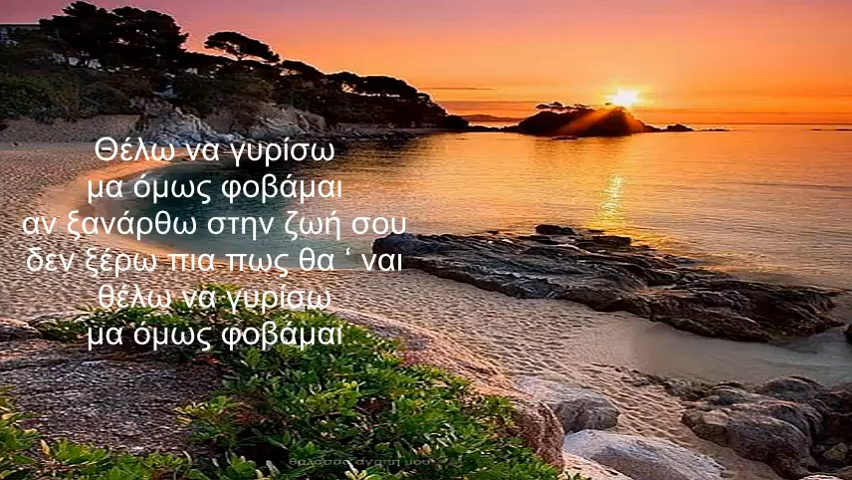 Θέλω να γυρίσω
μα όμως φοβάμαι
αν ξανάρθω στην ζωή σου
δεν ξέρω πια πως θα ‘ ναι
θέλω να γυρίσω
μα όμως φοβάμαι